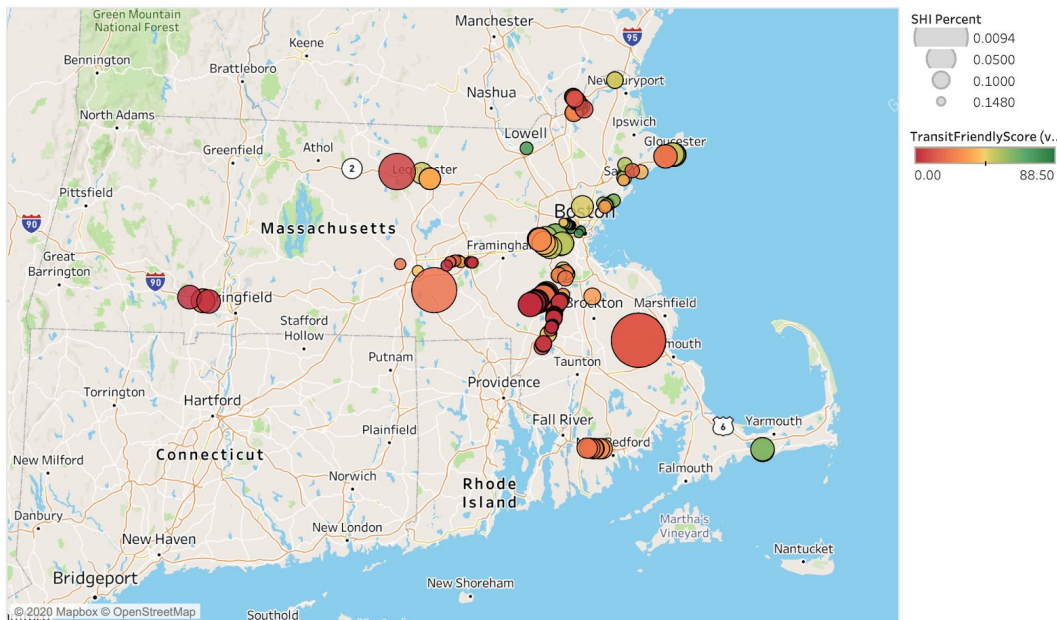 Green Mountain
National Forest
Manchester
95
Keene
Bennington
Brattleboro
Newburyport
Nashua
North Adams
Ipswich
Lowell
Gloucester
Greenfield
Athol
2
Pittsfield
Boston
90
Massachusetts
Framingham
Great
Barrington
90
Brockton
Marshfield
Stafford
Hollow
Putnam
Taunton
Torrington
Providence
Hartford
Fall River
6
Yarmouth
Plainfield
Connecticut
New Milford
Falmouth
Norwich
Rhode
Island
Danbury
New London
Martha's
Vineyard
New Haven
Nantucket
Bridgeport
New Shoreham
© 2020 Mapbox © OpenStreetMap
Southold
SHI Percent
0.0094
0.0500
0.1000
0.1480
TransitFriendlyScore (v..
0.00
88.50